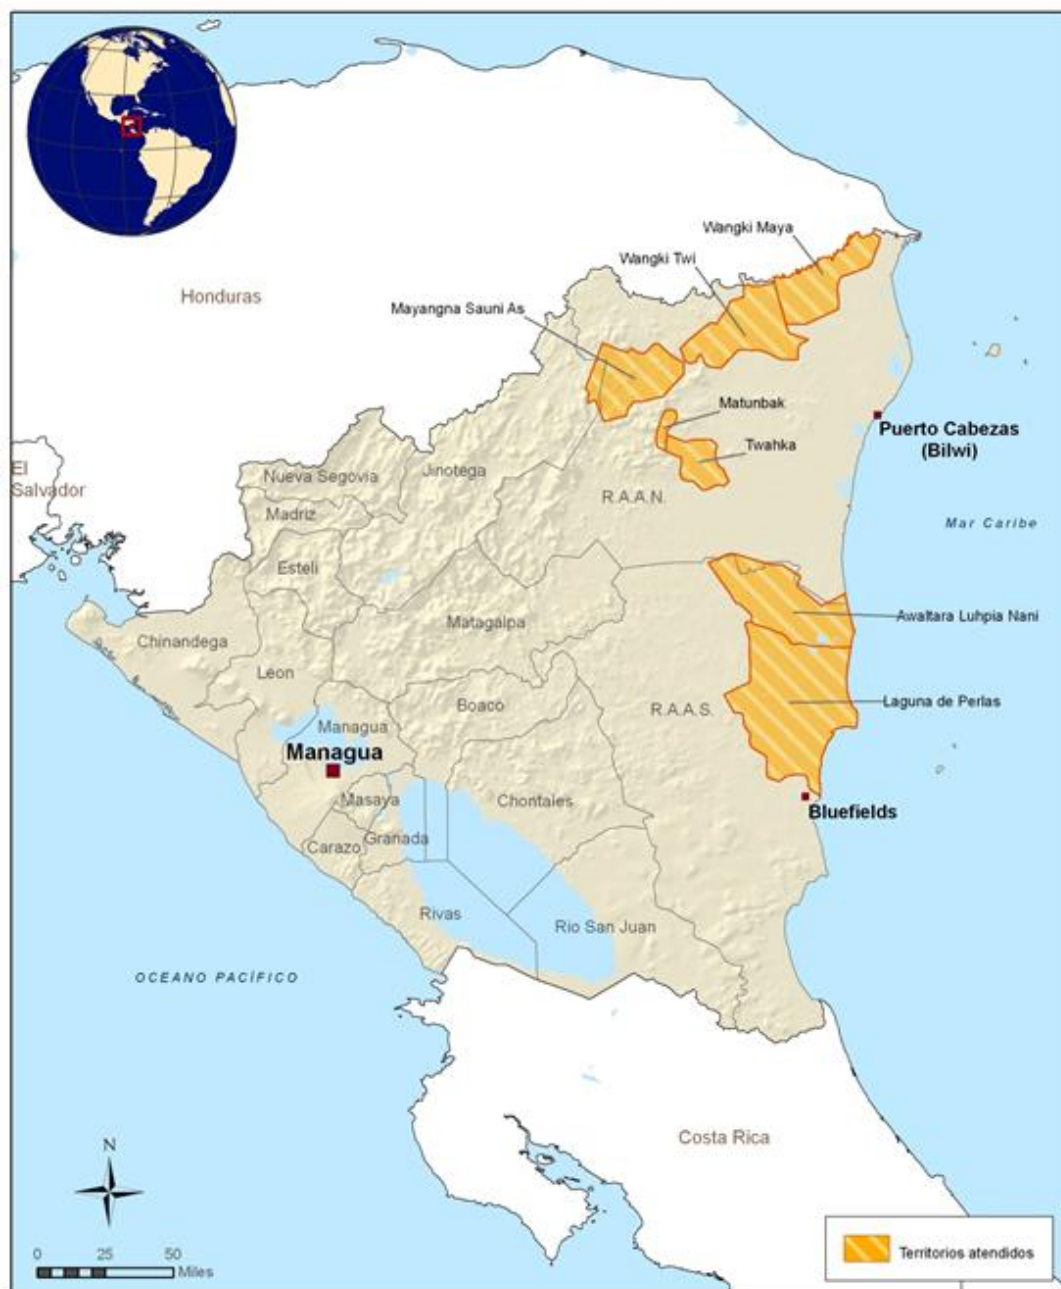 Honduras
El
Salvador
Wangki Maya
Wangki Twi
Mayangna Sauni As
Matunbak
Twahka
Puerto Cabezas
(Bilwi)
Nueva Segovia
Jinotega
Madriz
R.A.A.N.
Mar Caribe
Esteli
Chinandega
Matagalpa
Awaltara Luhpia Nani
Leon
Boaco
R.A.A.S.
Laguna de Perlas
Managua
Managua
Masaya
Chontales
Bluefields
Carazo
Granada
Rivas
Rio San Juan
OCEANO PACÍFICO
Costa Rica
N
0 25 50
Miles
Territorios atendidos